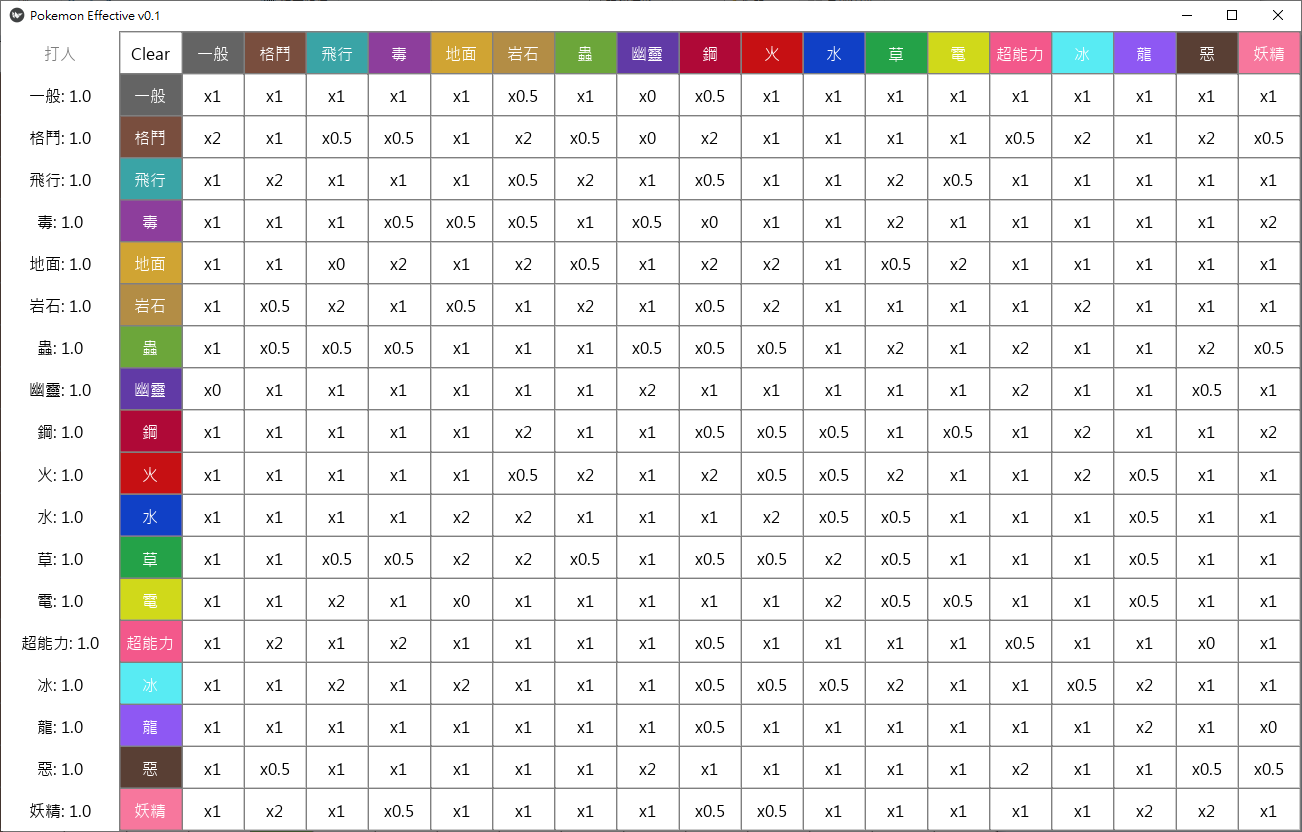 Pokemon Effective v0.1
打人 Clear 一般 格鬥 飛行 毒 地面 岩石 蟲 幽靈 鋼 火 水 草 電 超能力 冰 龍 惡 妖精
一般: 1.0 一般 x1 x1 x1 x1 x1 x0.5 x1 x0 x0.5 x1 x1 x1 x1 x1 x1 x1 x1 x1
格鬥: 1.0 格鬥 x2 x1 x0.5 x0.5 x1 x2 x0.5 x0 x2 x1 x1 x1 x1 x0.5 x2 x1 x2 x0.5
飛行: 1.0 飛行 x1 x2 x1 x1 x1 x0.5 x2 x1 x0.5 x1 x1 x2 x0.5 x1 x1 x1 x1 x1
毒: 1.0 毒 x1 x1 x1 x0.5 x0.5 x0.5 x1 x0.5 x0 x1 x1 x2 x1 x1 x1 x1 x1 x2
地面: 1.0 地面 x1 x1 x0 x2 x1 x2 x0.5 x1 x2 x2 x1 x0.5 x2 x1 x1 x1 x1 x1
岩石: 1.0 岩石 x1 x0.5 x2 x1 x0.5 x1 x2 x1 x0.5 x2 x1 x1 x1 x1 x2 x1 x1 x1
蟲: 1.0 蟲 x1 x0.5 x0.5 x0.5 x1 x1 x1 x0.5 x0.5 x0.5 x1 x2 x1 x2 x1 x1 x2 x0.5
幽靈: 1.0 幽靈 x0 x1 x1 x1 x1 x1 x1 x2 x1 x1 x1 x1 x1 x2 x1 x1 x0.5 x1
鋼: 1.0 鋼 x1 x1 x1 x1 x1 x2 x1 x1 x0.5 x0.5 x0.5 x1 x0.5 x1 x2 x1 x1 x2
火: 1.0 火 x1 x1 x1 x1 x1 x0.5 x2 x1 x2 x0.5 x0.5 x2 x1 x1 x2 x0.5 x1 x1
水: 1.0 水 x1 x1 x1 x1 x2 x2 x1 x1 x1 x2 x0.5 x0.5 x1 x1 x1 x0.5 x1 x1
草: 1.0 草 x1 x1 x0.5 x0.5 x2 x2 x0.5 x1 x0.5 x0.5 x2 x0.5 x1 x1 x1 x0.5 x1 x1
電: 1.0 電 x1 x1 x2 x1 x0 x1 x1 x1 x1 x1 x2 x0.5 x0.5 x1 x1 x0.5 x1 x1
超能力: 1.0 超能力 x1 x2 x1 x2 x1 x1 x1 x1 x0.5 x1 x1 x1 x1 x0.5 x1 x1 x0 x1
冰: 1.0 冰 x1 x1 x2 x1 x2 x1 x1 x1 x0.5 x0.5 x0.5 x2 x1 x1 x0.5 x2 x1 x1
龍: 1.0 龍 x1 x1 x1 x1 x1 x1 x1 x1 x0.5 x1 x1 x1 x1 x1 x1 x2 x1 x0
惡: 1.0 惡 x1 x0.5 x1 x1 x1 x1 x1 x2 x1 x1 x1 x1 x1 x2 x1 x1 x0.5 x0.5
妖精: 1.0 妖精 x1 x2 x1 x0.5 x1 x1 x1 x1 x0.5 x0.5 x1 x1 x1 x1 x1 x2 x2 x1